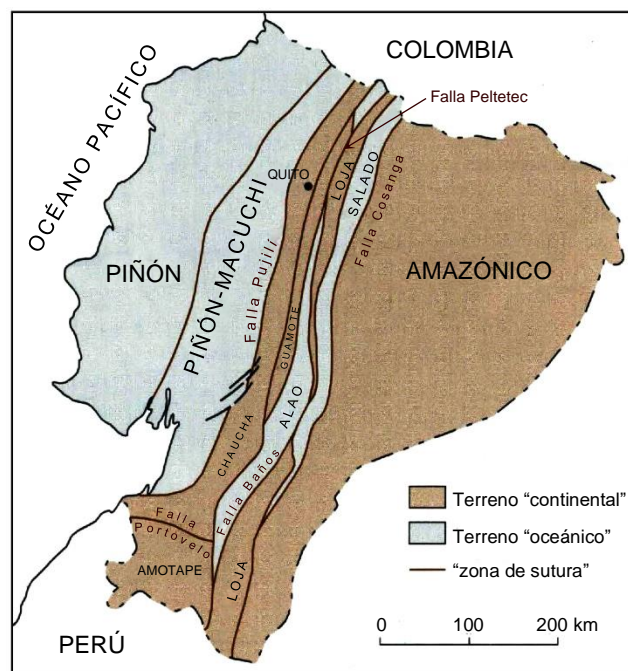 COLOMBIA
OCÉANO PACÍFICO
Falla Peltetec
QUITO
LOJA
SALADO
Falla Cosanga
PIÑÓN
PIÑÓN-MACUCHI
Falla Pujilí
GUAMOTE
AMAZÓNICO
ALAO
CHAUCHA
Falla Baños
Falla
Portovelo
AMOTAPE
LOJA
PERÚ
Terreno “continental”
Terreno “oceánico”
“zona de sutura”
0 100 200 km